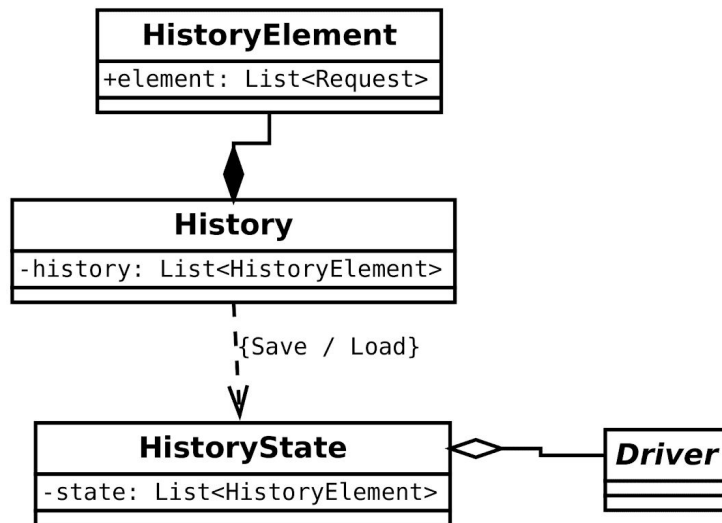 HistoryElement
+element: List<Request>
History
-history: List<HistoryElement>
{Save / Load}
HistoryState
-state: List<HistoryElement>
Driver